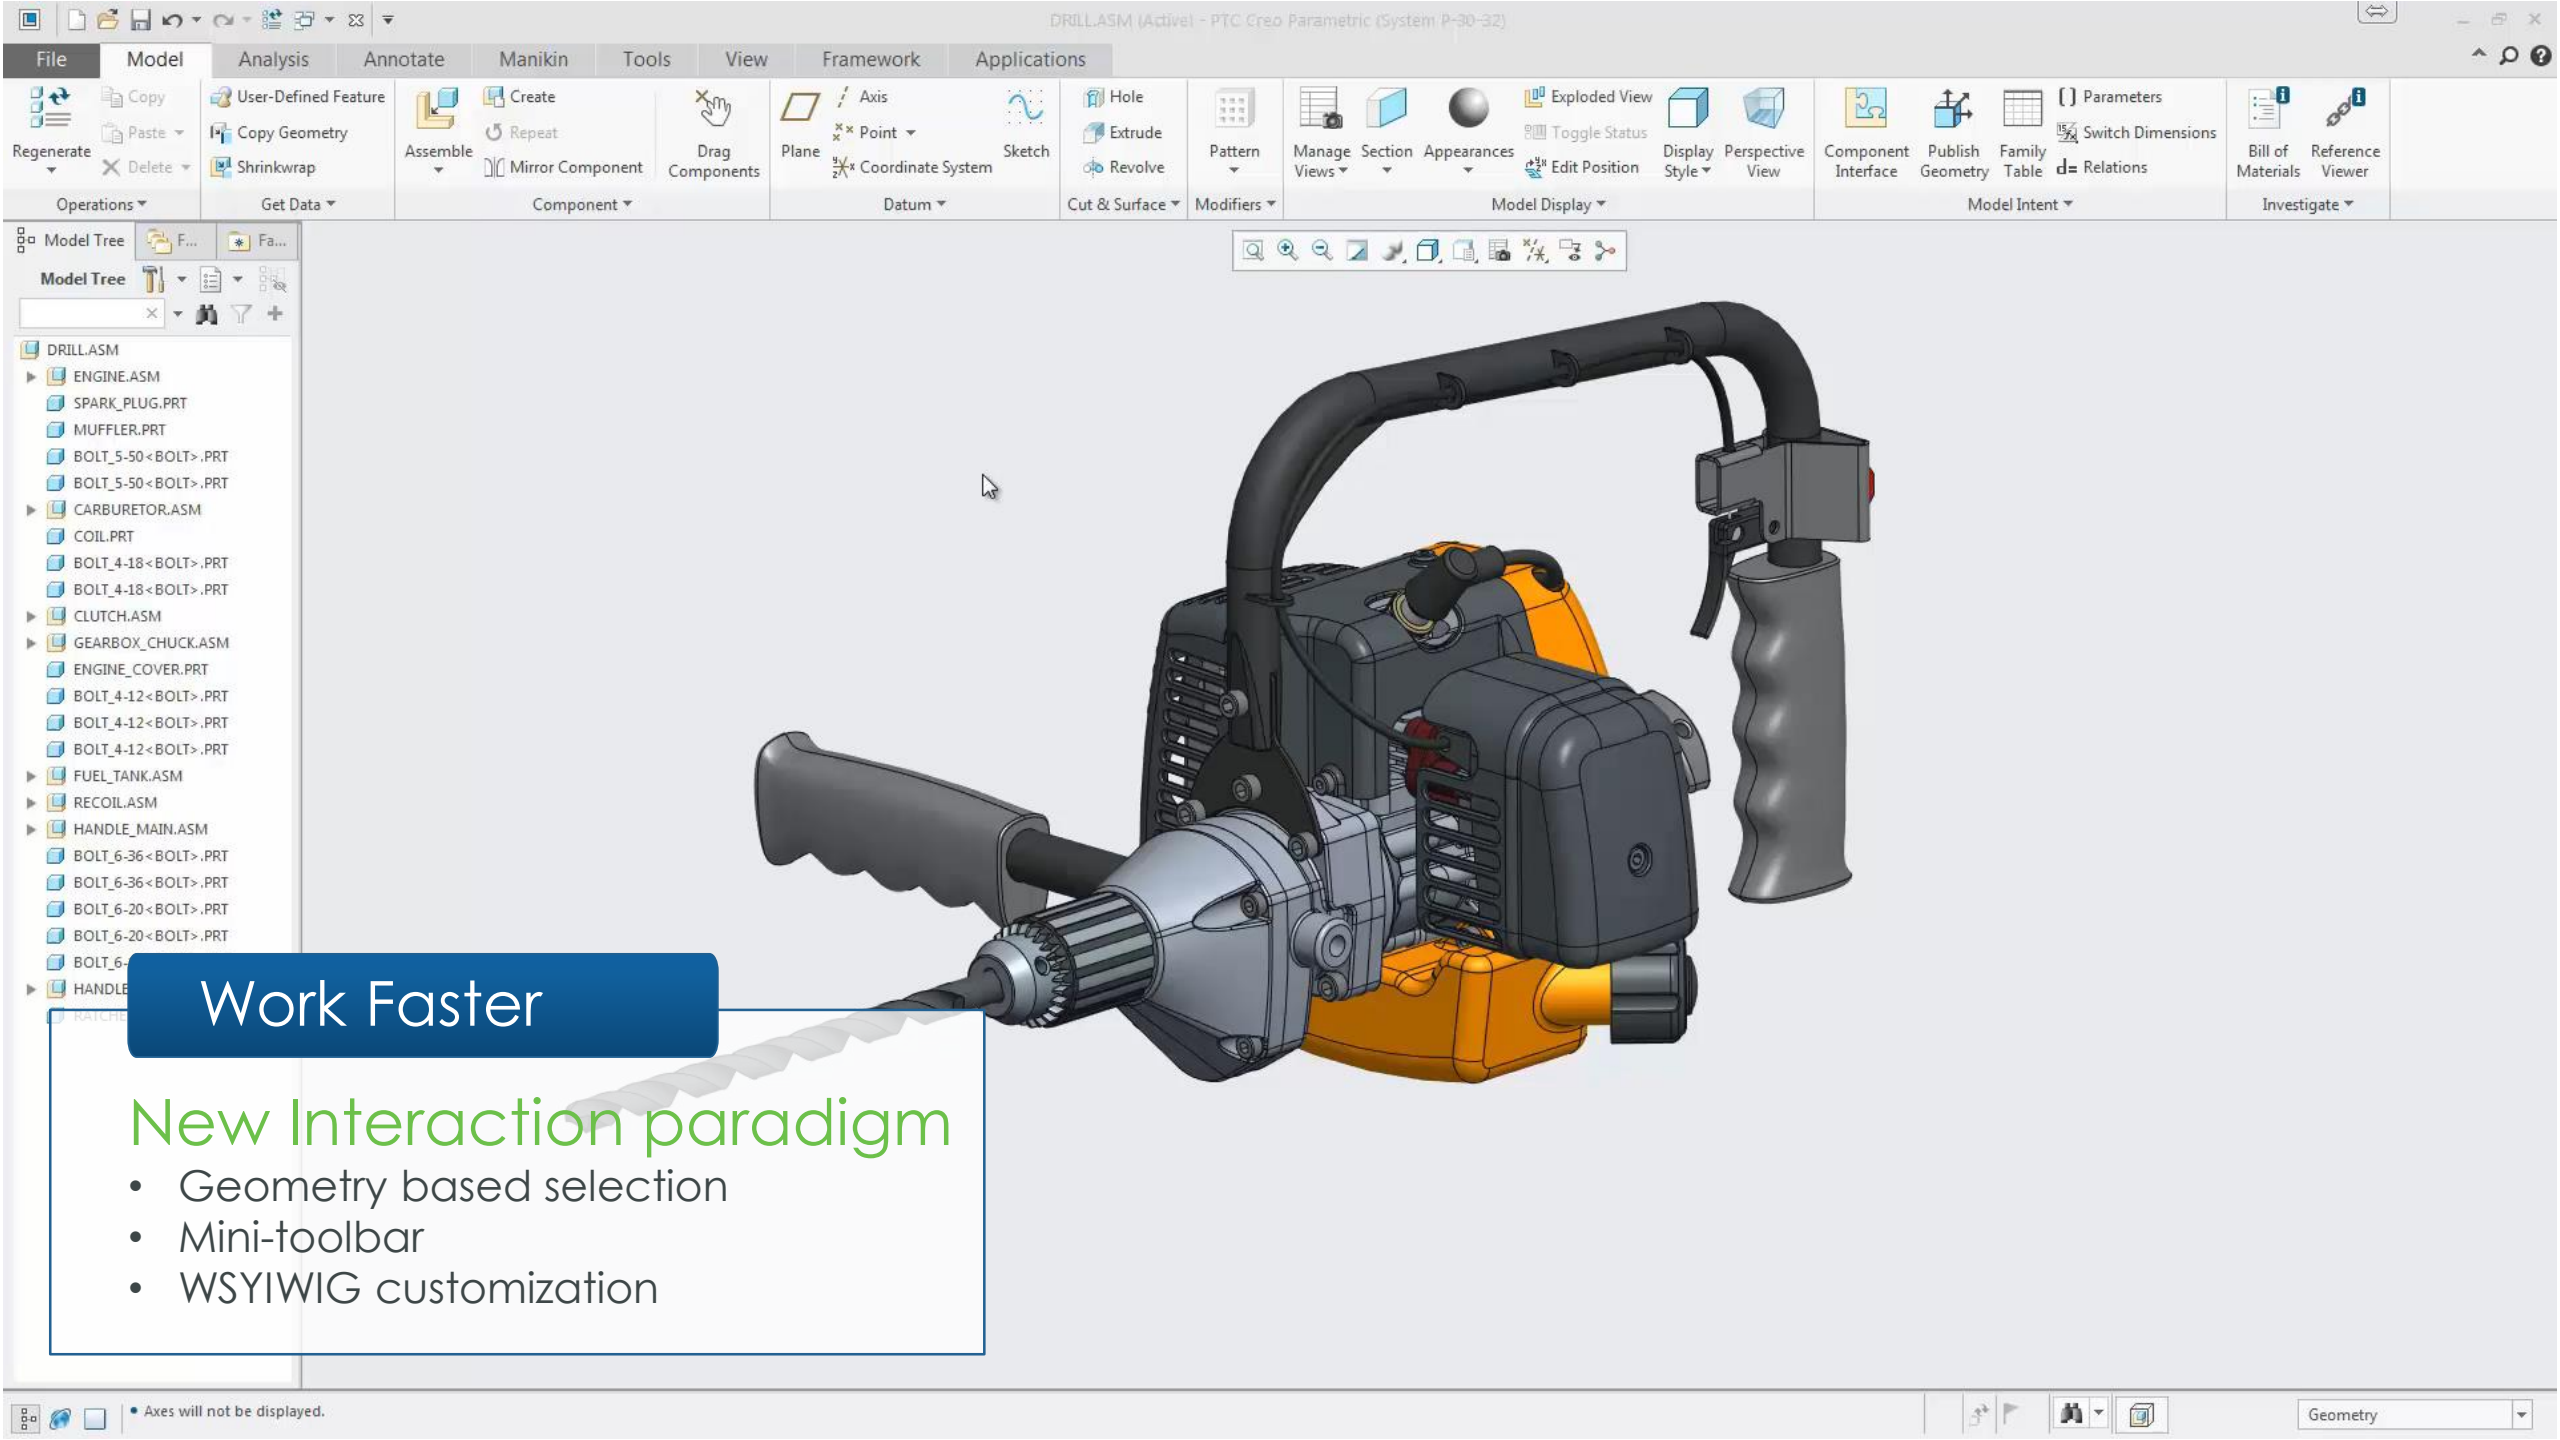 DRILL.ASM (Active) - PTC Creo Parametric (System P-30-32)
File Model Analysis Annotate Manikin Tools View Framework Applications
Regenerate
Copy
Paste
Delete
Operations
User-Defined Feature
Copy Geometry
Shrinkwrap
Get Data
Assemble
Create
Repeat
Mirror Component
Drag Components
Component
Plane
Axis
Point
Coordinate System
Sketch
Datum
Hole
Extrude
Revolve
Cut & Surface
Pattern
Modifiers
Manage Views
Section
Appearances
Exploded View
Toggle Status
Edit Position
Display Style
Perspective View
Model Display
Component Interface
Publish Geometry
Family Table
Parameters
Switch Dimensions
d= Relations
Model Intent
Bill of Materials
Reference Viewer
Investigate
Model Tree F... Fa...
Model Tree
DRILL.ASM
ENGINE.ASM
SPARK_PLUG.PRT
MUFFLER.PRT
BOLT_5-50<BOLT>.PRT
BOLT_5-50<BOLT>.PRT
CARBURETOR.ASM
COIL.PRT
BOLT_4-18<BOLT>.PRT
BOLT_4-18<BOLT>.PRT
CLUTCH.ASM
GEARBOX_CHUCK.ASM
ENGINE_COVER.PRT
BOLT_4-12<BOLT>.PRT
BOLT_4-12<BOLT>.PRT
BOLT_4-12<BOLT>.PRT
FUEL_TANK.ASM
RECOIL.ASM
HANDLE_MAIN.ASM
BOLT_6-36<BOLT>.PRT
BOLT_6-36<BOLT>.PRT
BOLT_6-20<BOLT>.PRT
BOLT_6-20<BOLT>.PRT
BOLT_6-
HANDLE
RATCHE
Work Faster
New Interaction paradigm
• Geometry based selection
• Mini-toolbar
• WSYIWIG customization
• Axes will not be displayed.
Geometry